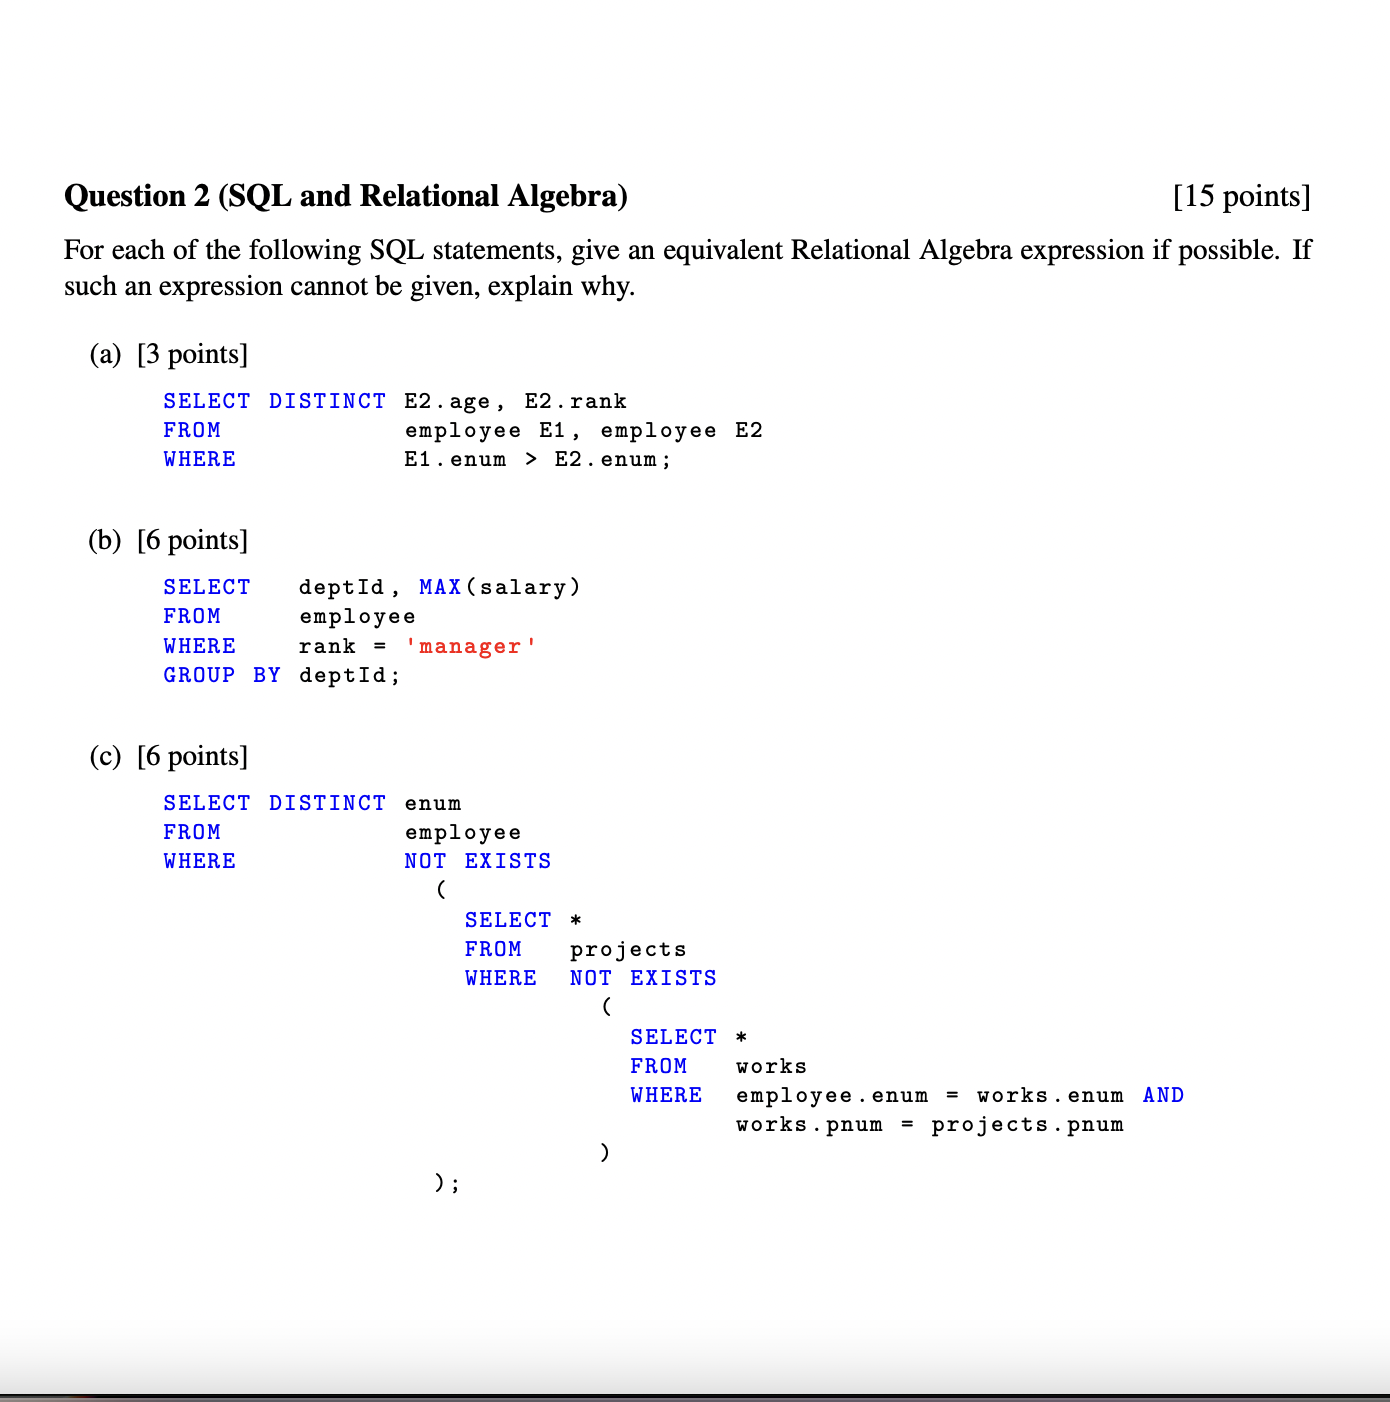 Question 2 (SQL and Relational Algebra) [15 points]
For each of the following SQL statements, give an equivalent Relational Algebra expression if possible. If
such an expression cannot be given, explain why.
(a) [3 points]
SELECT DISTINCT E2.age, E2.rank
FROM employee E1, employee E2
WHERE E1.enum > E2.enum;
(b) [6 points]
SELECT deptId, MAX(salary)
FROM employee
WHERE rank = 'manager'
GROUP BY deptId;
(c) [6 points]
SELECT DISTINCT enum
FROM employee
WHERE NOT EXISTS
(
SELECT *
FROM projects
WHERE NOT EXISTS
(
SELECT *
FROM works
WHERE employee.enum = works.enum AND
works.pnum = projects.pnum
)
);